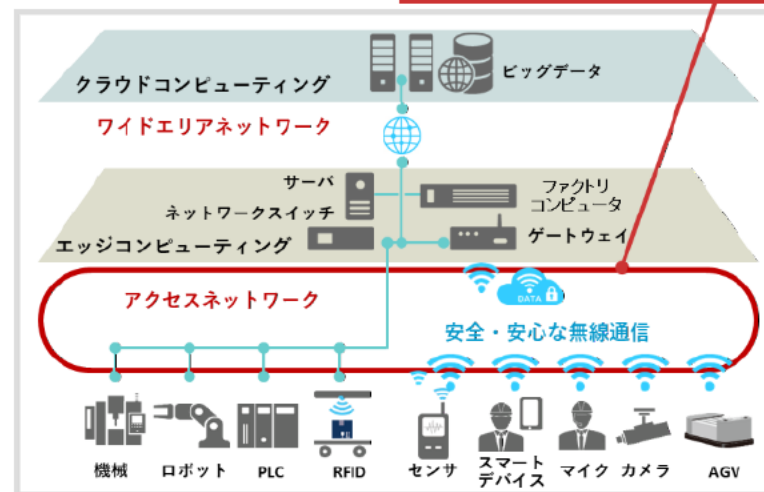 クラウドコンピューティング
ビッグデータ
ワイドエリアネットワーク
サーバ
ファクトリ
コンピュータ
ネットワークスイッチ
エッジコンピューティング
ゲートウェイ
アクセスネットワーク
DATA
安全・安心な無線通信
機械
ロボット
PLC
RFID
センサ
スマート
デバイス
マイク
カメラ
AGV